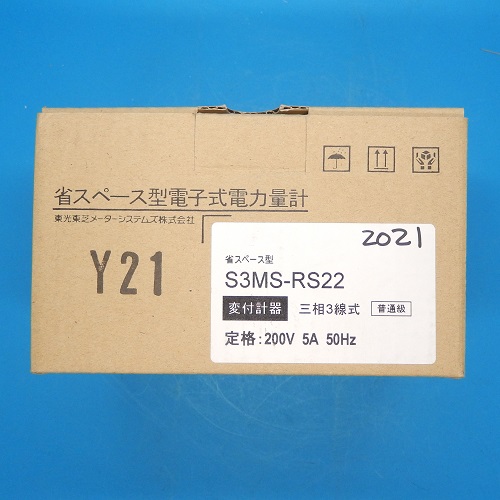 省スペース型電子式電力量計
東光東芝メーターシステムズ株式会社
Y21
2021
省スペース型
S3MS-RS22
変付計器 三相3線式 普通級
定格:200V 5A 50Hz